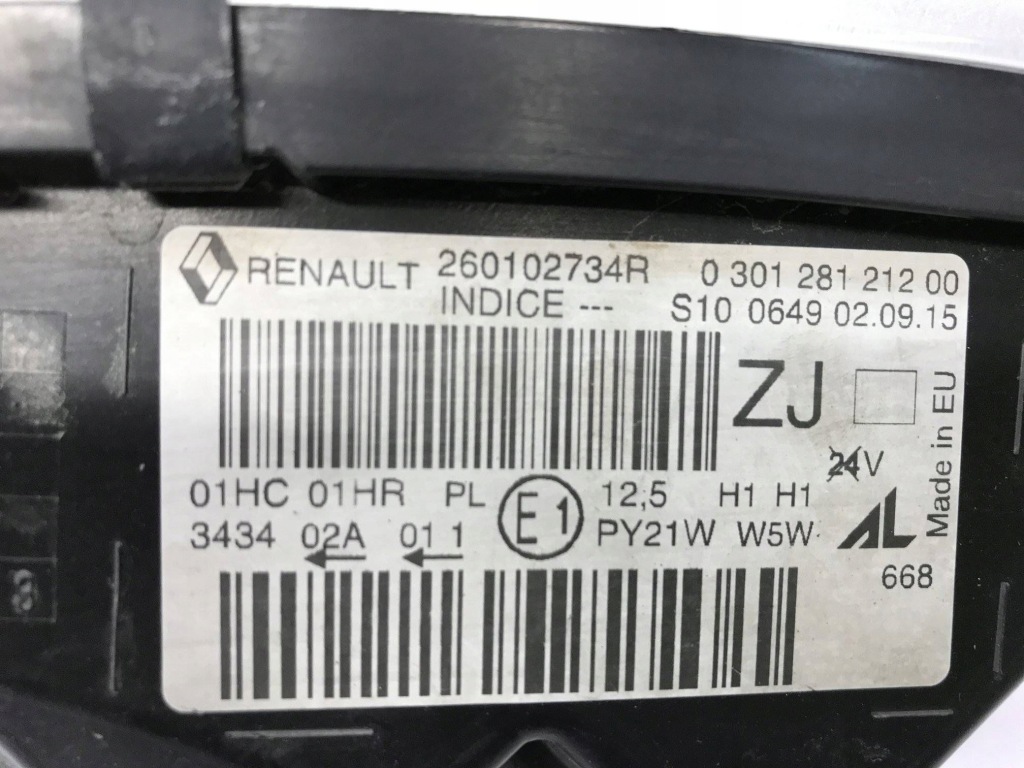 RENAULT 260102734R 0 301 281 212 00
INDICE --- S10 0649 02.09.15
ZJ
24V
01HC 01HR PL E1 12,5 H1 H1
3434 02A 01 1 PY21W W5W AL
668
Made in EU
8